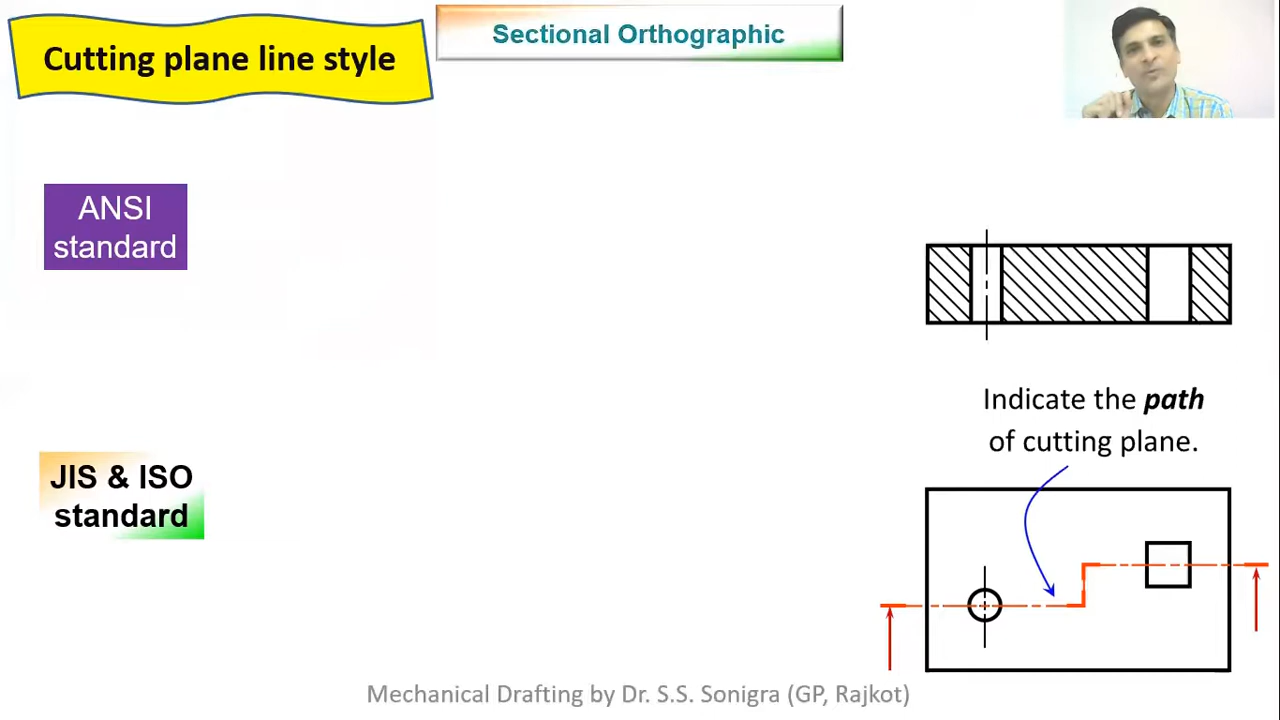 Cutting plane line style
Sectional Orthographic
ANSI
standard
Indicate the path
of cutting plane.
JIS & ISO
standard
Mechanical Drafting by Dr. S.S. Sonigra (GP, Rajkot)